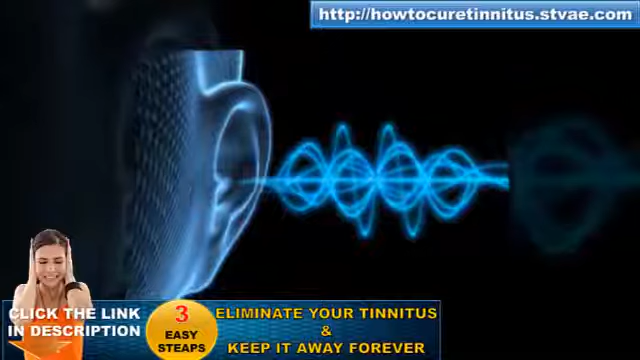 http://howtocuretinnitus.stvae.com
CLICK THE LINK
IN DESCRIPTION
3
EASY
STEAPS
ELIMINATE YOUR TINNITUS
&
KEEP IT AWAY FOREVER